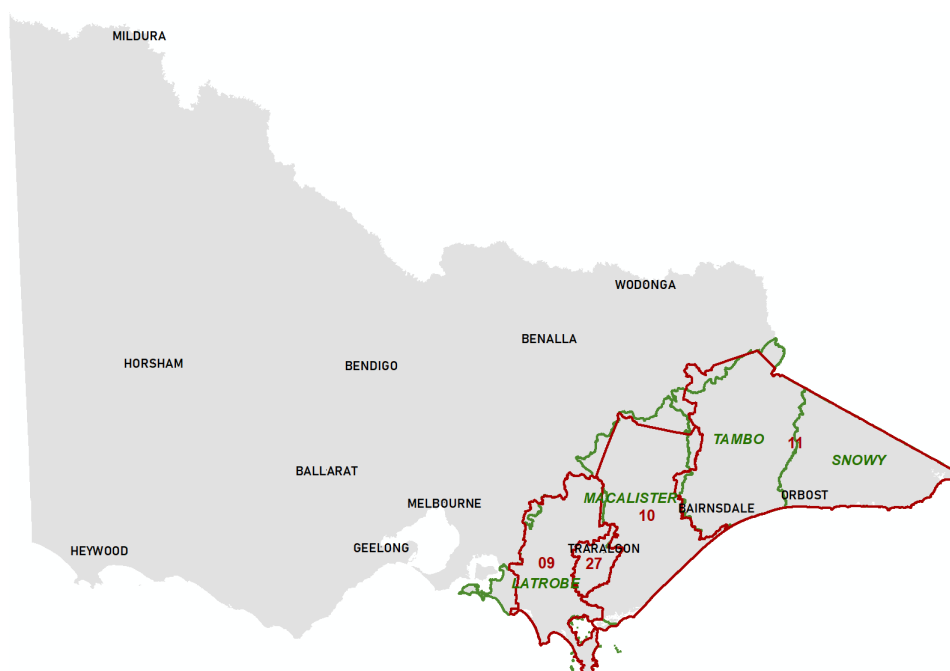 MILDURA
WODONGA
BENALLA
HORSHAM
BENDIGO
TAMBO
11
SNOWY
BALLARAT
MACALISTER
ORBOST
MELBOURNE
BAIRNSDALE
10
HEYWOOD
GEELONG
TRARALGON
09
27
LATROBE